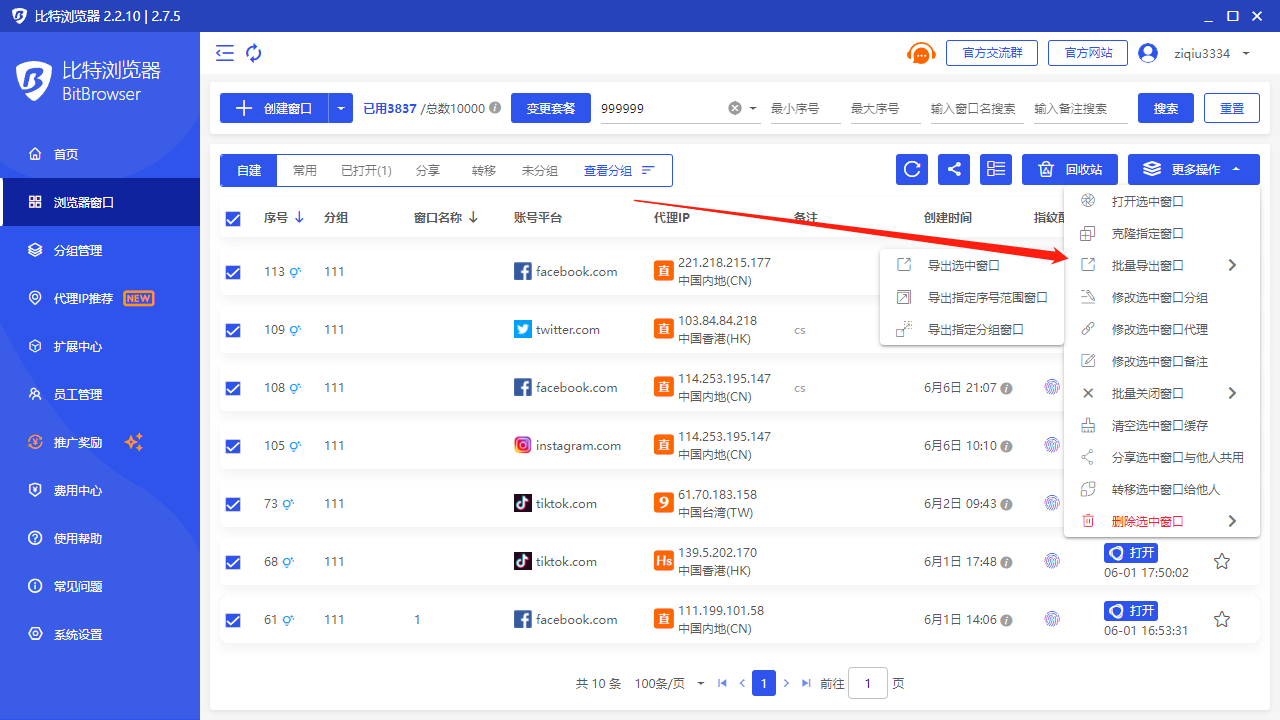 比特浏览器 2.2.10 | 2.7.5
比特浏览器
BitBrowser
首页
浏览器窗口
分组管理
代理IP推荐 NEW
扩展中心
员工管理
推广奖励
费用中心
使用帮助
常见问题
系统设置
官方交流群 官方网站 ziqiu3334
创建窗口 已用3837 /总数10000 变更套餐 999999 最小序号 最大序号 输入窗口名搜索 输入备注搜索 搜索 重置
自建 常用 已打开(1) 分享 转移 未分组 查看分组 回收站 更多操作
序号 分组 窗口名称 账号平台 代理IP 备注 创建时间 指纹配
113 111 facebook.com 直 221.218.215.177
中国内地(CN)
109 111 twitter.com 直 103.84.84.218
中国香港(HK) cs
108 111 facebook.com 直 114.253.195.147
中国内地(CN) cs 6月6日 21:07
105 111 instagram.com 直 114.253.195.147
中国内地(CN) 6月6日 10:10
73 111 tiktok.com 9 61.70.183.158
中国台湾(TW) 6月2日 09:43
68 111 tiktok.com Hs 139.5.202.170
中国香港(HK) 6月1日 17:48 打开
06-01 17:50:02
61 111 1 facebook.com 直 111.199.101.58
中国内地(CN) 6月1日 14:06 打开
06-01 16:53:31
打开选中窗口
克隆指定窗口
批量导出窗口
修改选中窗口分组
修改选中窗口代理
修改选中窗口备注
批量关闭窗口
清空选中窗口缓存
分享选中窗口与他人共用
转移选中窗口给他人
删除选中窗口
导出选中窗口
导出指定序号范围窗口
导出指定分组窗口
共 10 条 100条/页 1 前往 1 页